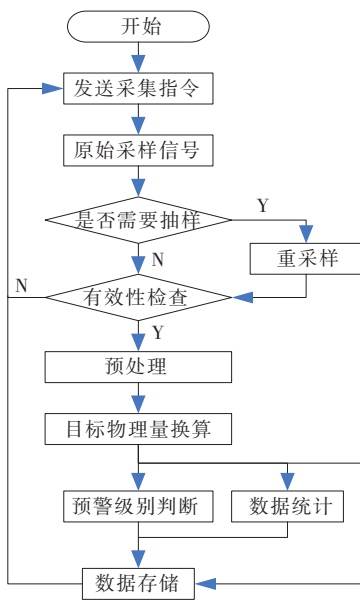 开始
发送采集指令
原始采样信号
是否需要抽样
Y
重采样
N
N
有效性检查
Y
预处理
目标物理量换算
预警级别判断
数据统计
数据存储